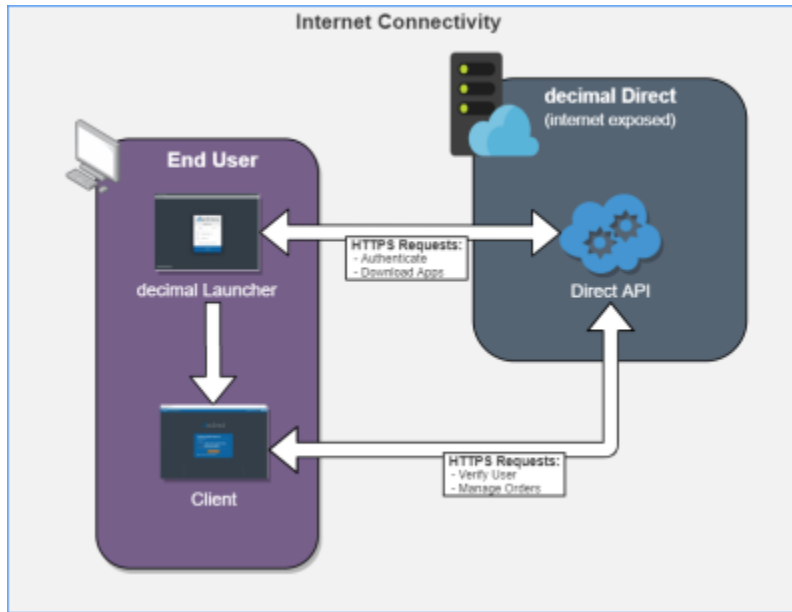 Internet Connectivity
decimal Direct
(internet exposed)
End User
HTTPS Requests:
- Authenticate
- Download Apps
decimal Launcher
Direct API
HTTPS Requests:
- Verify User
- Manage Orders
Client